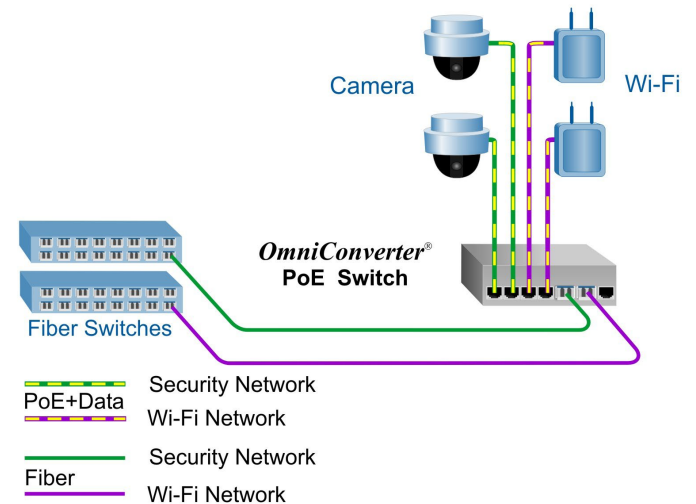 Camera
Wi-Fi
OmniConverter®
PoE Switch
Fiber Switches
Security Network
PoE+Data
Wi-Fi Network
Security Network
Fiber
Wi-Fi Network